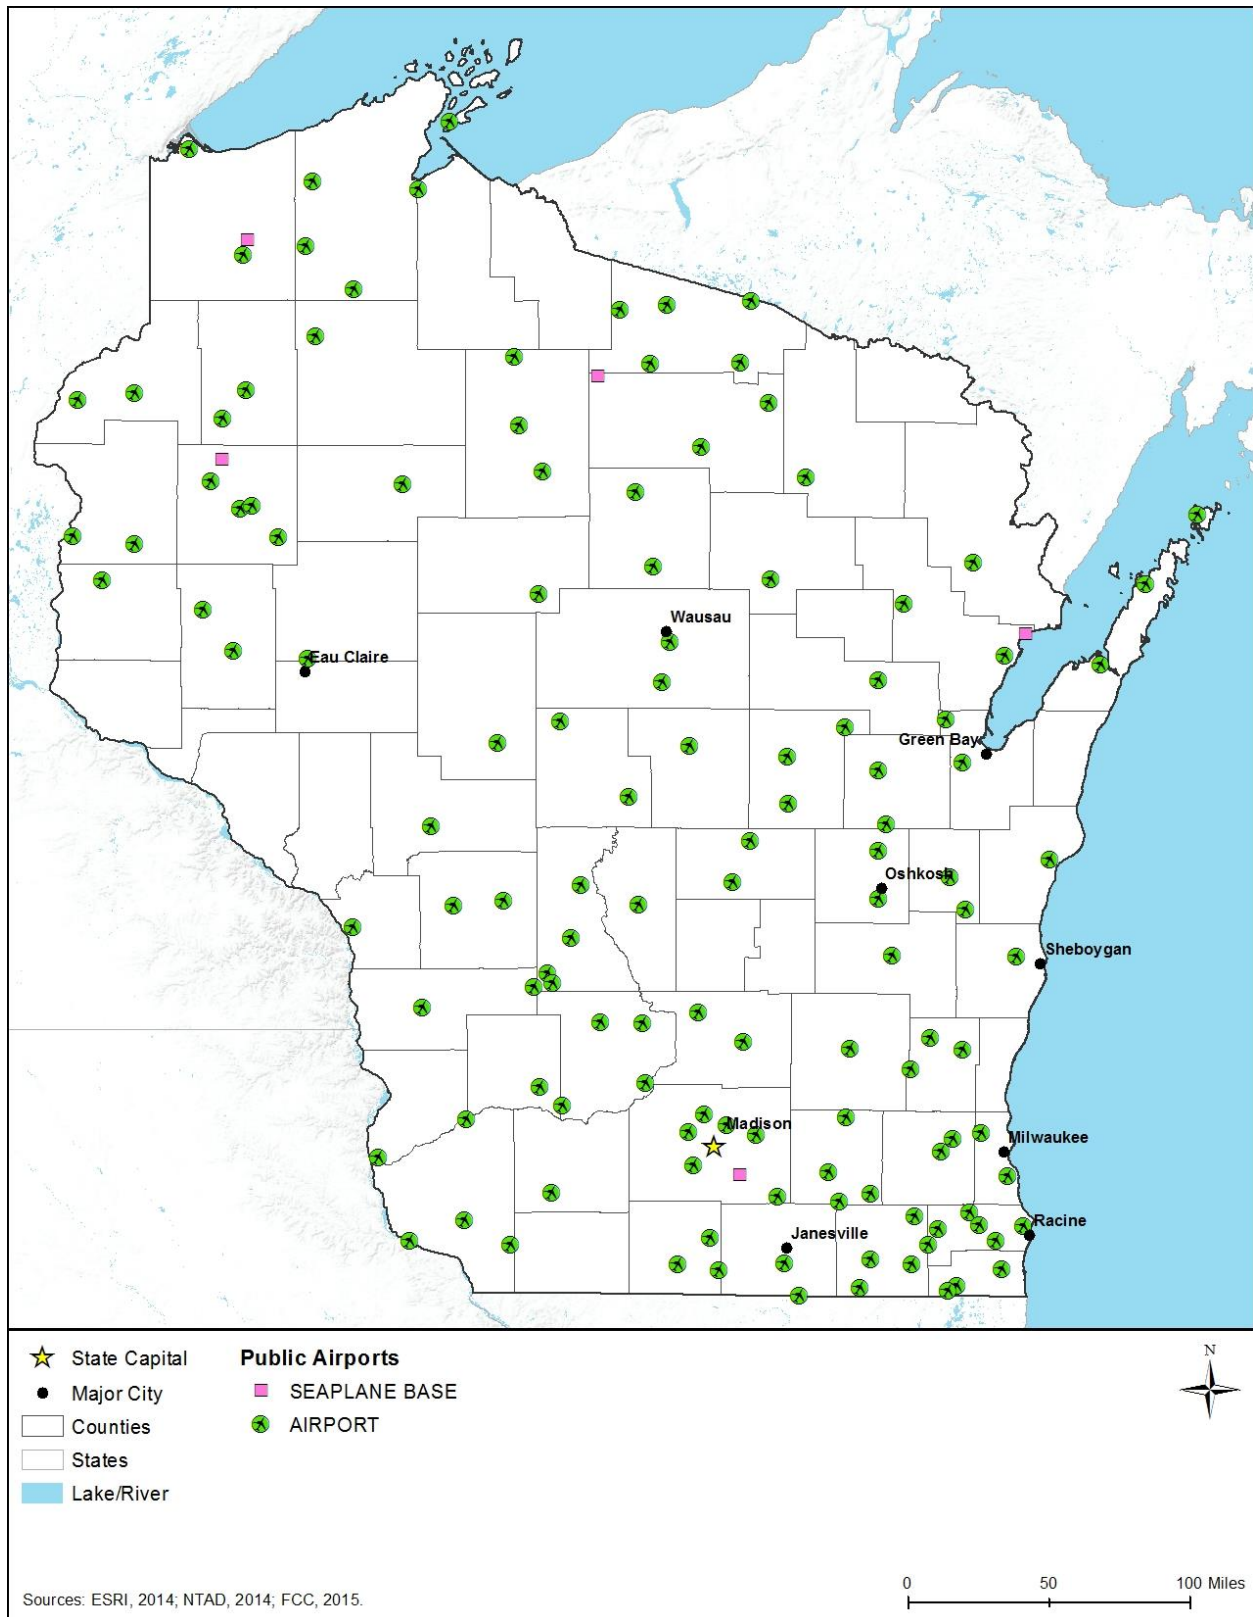 Wausau
Eau Claire
Green Bay
Oshkosh
Sheboygan
Madison
Milwaukee
Racine
Janesville
State Capital
Major City
Counties
States
Lake/River
Public Airports
SEAPLANE BASE
AIRPORT
N
Sources: ESRI, 2014; NTAD, 2014; FCC, 2015.
0 50 100 Miles